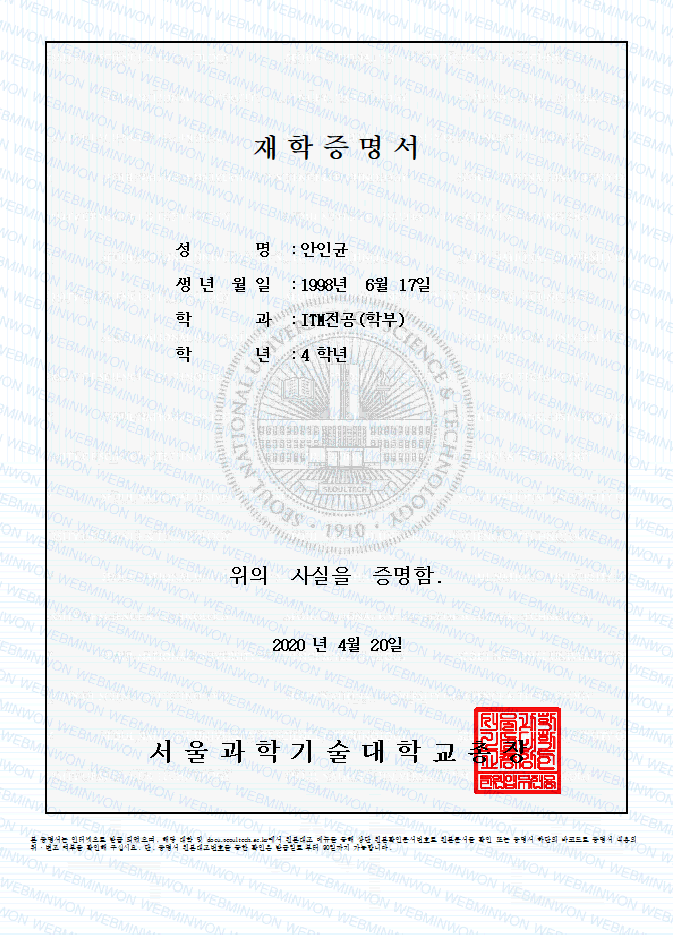 재학증명서
성 명 : 안인균
생 년 월 일 : 1998년 6월 17일
학 과 : ITM전공(학부)
학 년 : 4 학년
SEOUL NATIONAL UNIVERSITY OF SCIENCE & TECHNOLOGY
SEOULTECH
1910
위의 사실을 증명함.
2020 년 4월 20일
서울과학기술대학교총장
WEBMINWON